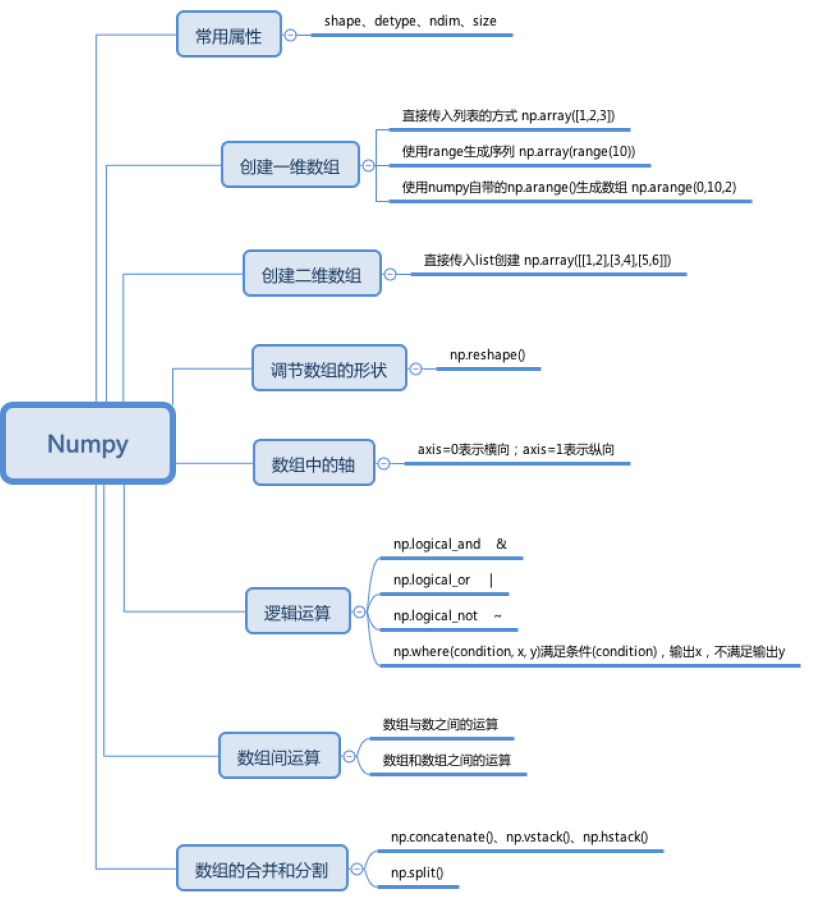 常用属性
shape、detype、ndim、size
创建一维数组
直接传入列表的方式 np.array([1,2,3])
使用range生成序列 np.array(range(10))
使用numpy自带的np.arange()生成数组 np.arange(0,10,2)
创建二维数组
直接传入list创建 np.array([[1,2],[3,4],[5,6]])
调节数组的形状
np.reshape()
Numpy
数组中的轴
axis=0表示横向；axis=1表示纵向
逻辑运算
np.logical_and &
np.logical_or |
np.logical_not ~
np.where(condition, x, y)满足条件(condition)，输出x，不满足输出y
数组间运算
数组与数之间的运算
数组和数组之间的运算
数组的合并和分割
np.concatenate()、np.vstack()、np.hstack()
np.split()